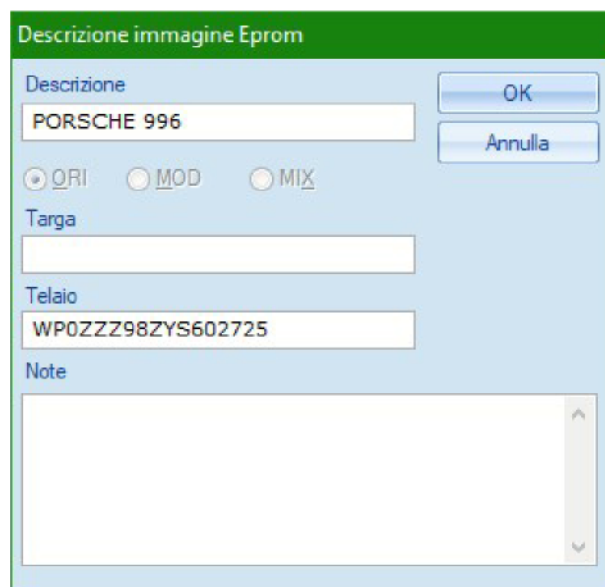 Descrizione immagine Eprom
Descrizione
OK
PORSCHE 996
Annulla
ORI MOD MIX
Targa
Telaio
WP0ZZZ98ZYS602725
Note